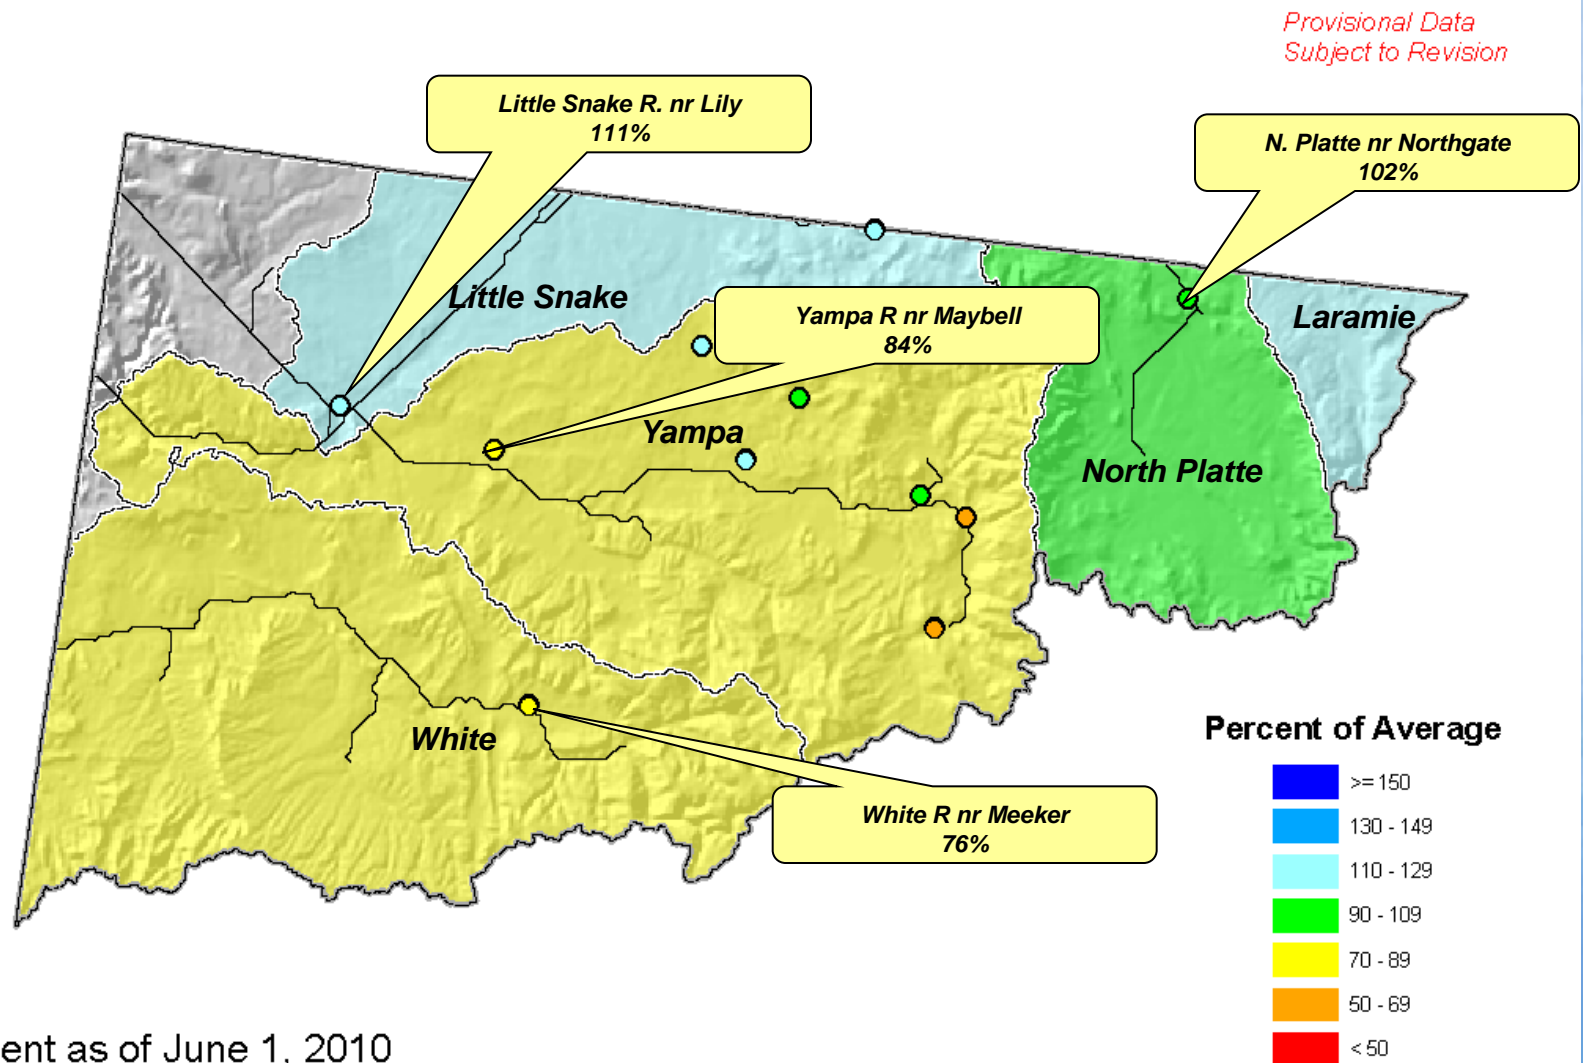 Provisional Data
Subject to Revision
Little Snake R. nr Lily
111%
N. Platte nr Northgate
102%
Little Snake
Yampa R nr Maybell
84%
Laramie
Yampa
North Platte
White
White R nr Meeker
76%
Percent of Average
>= 150
130 - 149
110 - 129
90 - 109
70 - 89
50 - 69
< 50
ent as of June 1, 2010